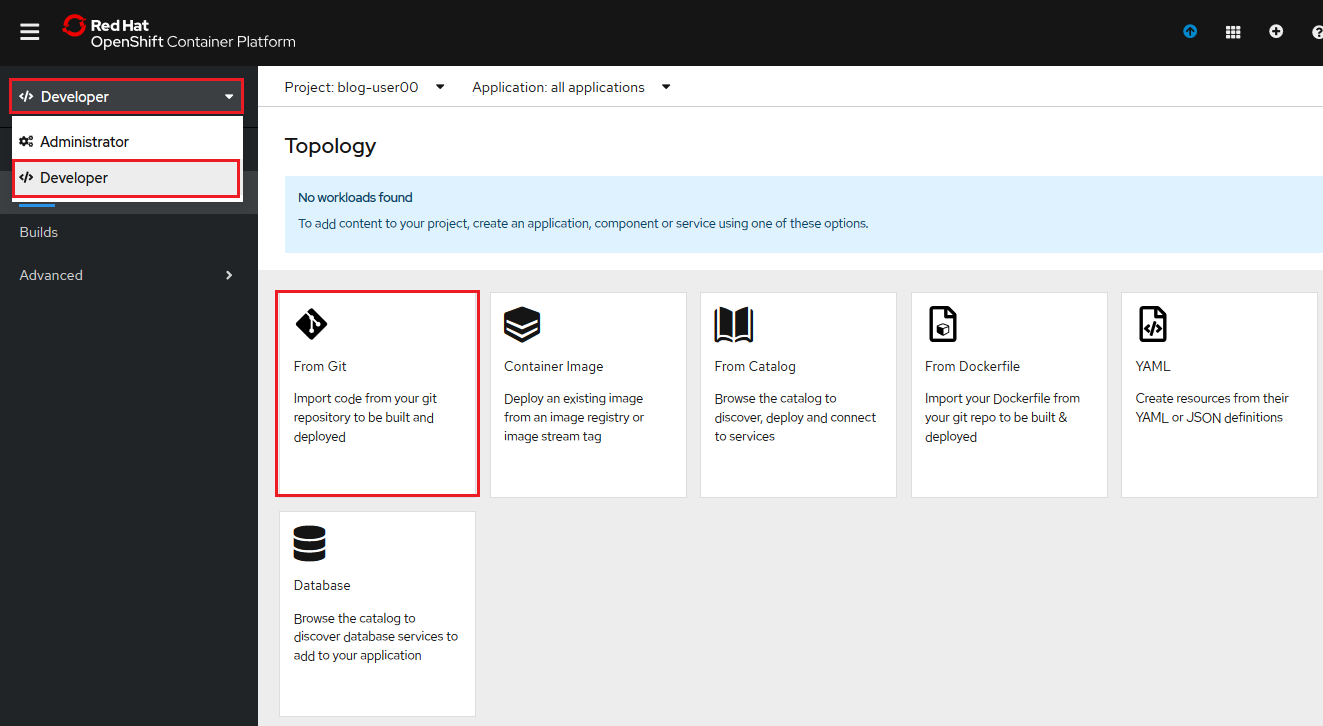 Red Hat
OpenShift Container Platform
Developer
Administrator
Developer
Builds
Advanced
Project: blog-user00
Application: all applications
Topology
No workloads found
To add content to your project, create an application, component or service using one of these options.
From Git
Import code from your git
repository to be built and
deployed
Container Image
Deploy an existing image
from an image registry or
image stream tag
From Catalog
Browse the catalog to
discover, deploy and connect
to services
From Dockerfile
Import your Dockerfile from
your git repo to be built &
deployed
YAML
Create resources from their
YAML or JSON definitions
Database
Browse the catalog to
discover database services to
add to your application